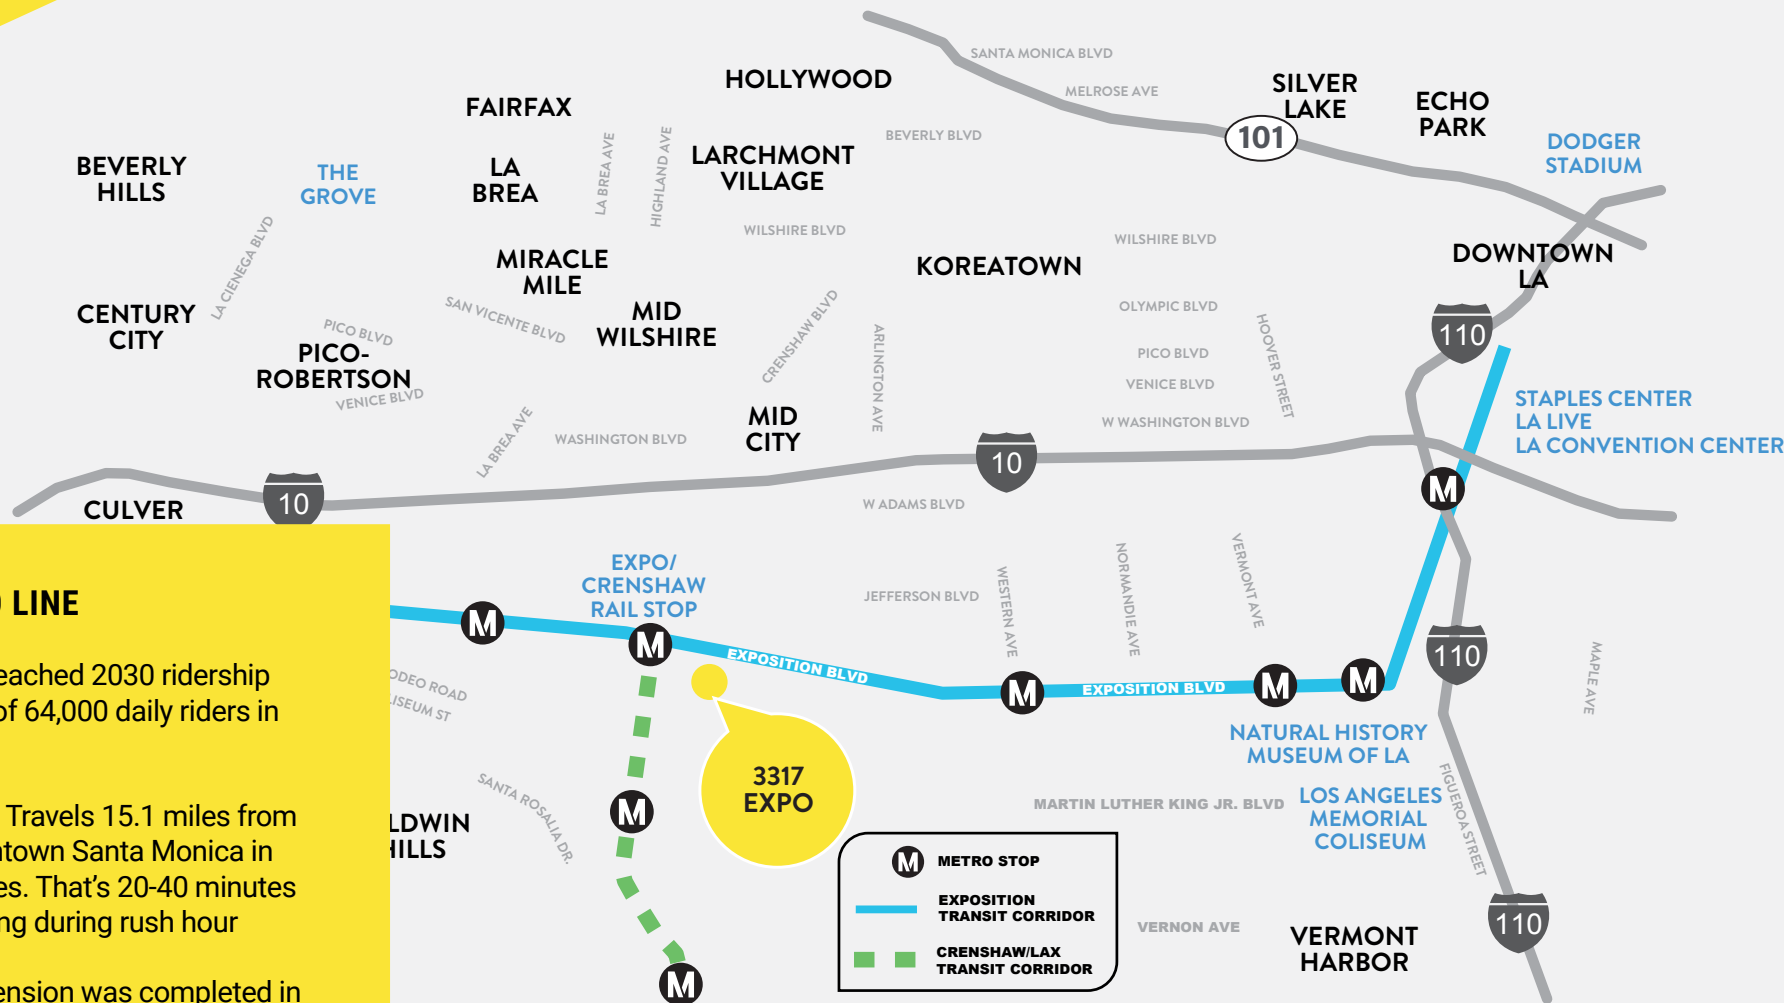 SANTA MONICA BLVD
HOLLYWOOD
MELROSE AVE
SILVER
LAKE
ECHO
PARK
FAIRFAX
BEVERLY BLVD
101
DODGER
STADIUM
BEVERLY
HILLS
THE
GROVE
LA
BREA
LA BREA AVE
HIGHLAND AVE
LARCHMONT
VILLAGE
WILSHIRE BLVD
WILSHIRE BLVD
LA CIENEGA BLVD
MIRACLE
MILE
KOREATOWN
DOWNTOWN
LA
CENTURY
CITY
PICO BLVD
SAN VICENTE BLVD
MID
WILSHIRE
CRENSHAW BLVD
ARLINGTON AVE
OLYMPIC BLVD
HOOVER STREET
110
PICO-
ROBERTSON
VENICE BLVD
PICO BLVD
VENICE BLVD
W WASHINGTON BLVD
STAPLES CENTER
LA LIVE
LA CONVENTION CENTER
LA BREA AVE
WASHINGTON BLVD
MID
CITY
10
10
CULVER
W ADAMS BLVD
M
EXPO/
CRENSHAW
RAIL STOP
JEFFERSON BLVD
WESTERN AVE
NORMANDIE AVE
VERMONT AVE
MAPLE AVE
LINE
M
M
EXPOSITION BLVD
M
EXPOSITION BLVD
M
M
110
eached 2030 ridership
of 64,000 daily riders in
ODEO ROAD
LISEUM ST
NATURAL HISTORY
MUSEUM OF LA
3317
EXPO
SANTA ROSALIA DR.
M
MARTIN LUTHER KING JR. BLVD
LOS ANGELES
MEMORIAL
COLISEUM
FIGUEROA STREET
Travels 15.1 miles from
ntown Santa Monica in
es. That's 20-40 minutes
ng during rush hour
LDWIN
HILLS
M METRO STOP
EXPOSITION
TRANSIT CORRIDOR
CRENSHAW/LAX
TRANSIT CORRIDOR
VERNON AVE
VERMONT
HARBOR
110
M
ension was completed in